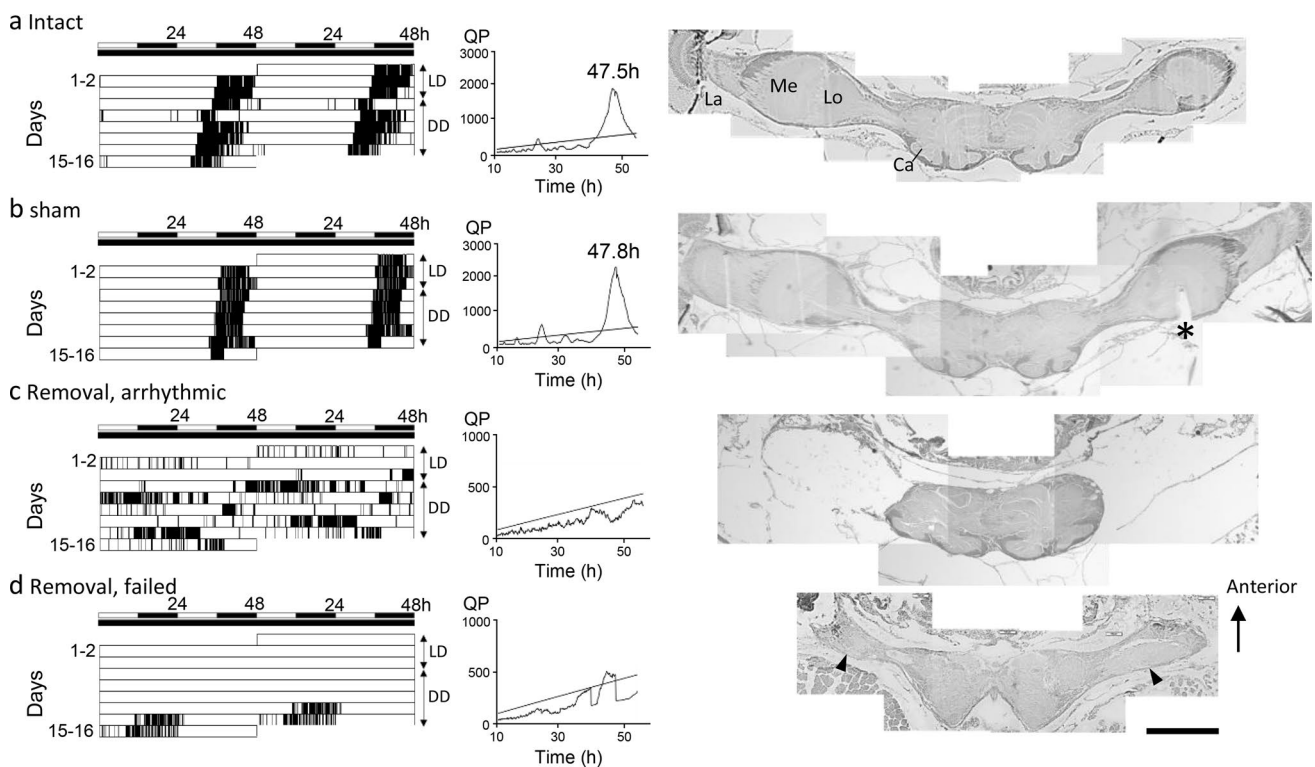 a Intact
24 48 24 48h
1-2
LD
DD
Days
15-16
QP
3000
2000
1000
0
47.5h
10 30 50
Time (h)
La
Me
Lo
Ca
b sham
24 48 24 48h
1-2
LD
DD
Days
15-16
QP
3000
2000
1000
0
47.8h
10 30 50
Time (h)
*
c Removal, arrhythmic
24 48 24 48h
1-2
LD
DD
Days
15-16
QP
1000
500
0
10 30 50
Time (h)
d Removal, failed
24 48 24 48h
1-2
LD
DD
Days
15-16
QP
1000
500
0
10 30 50
Time (h)
Anterior